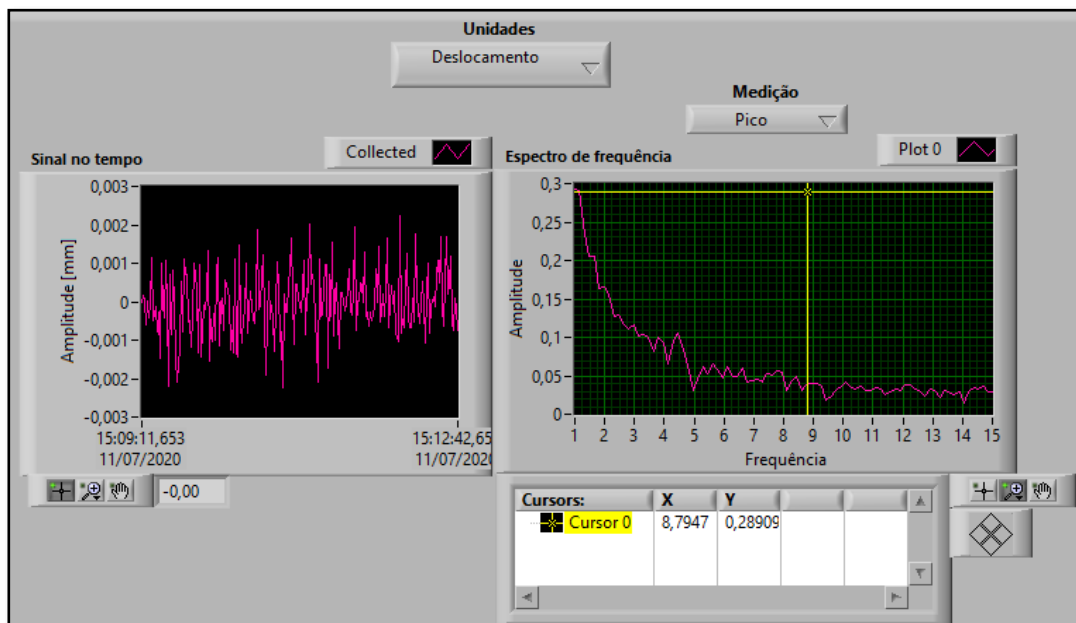 Unidades
Deslocamento
Medição
Pico
Sinal no tempo
Collected
Amplitude [mm]
0,003
0,002
0,001
0
-0,001
-0,002
-0,003
15:09:11,653
11/07/2020
15:12:42,65
11/07/2020
-0,00
Espectro de frequência
Plot 0
Amplitude
0,3
0,25
0,2
0,15
0,1
0,05
0
1 2 3 4 5 6 7 8 9 10 11 12 13 14 15
Frequência
Cursors: X Y
Cursor 0 8,7947 0,28909